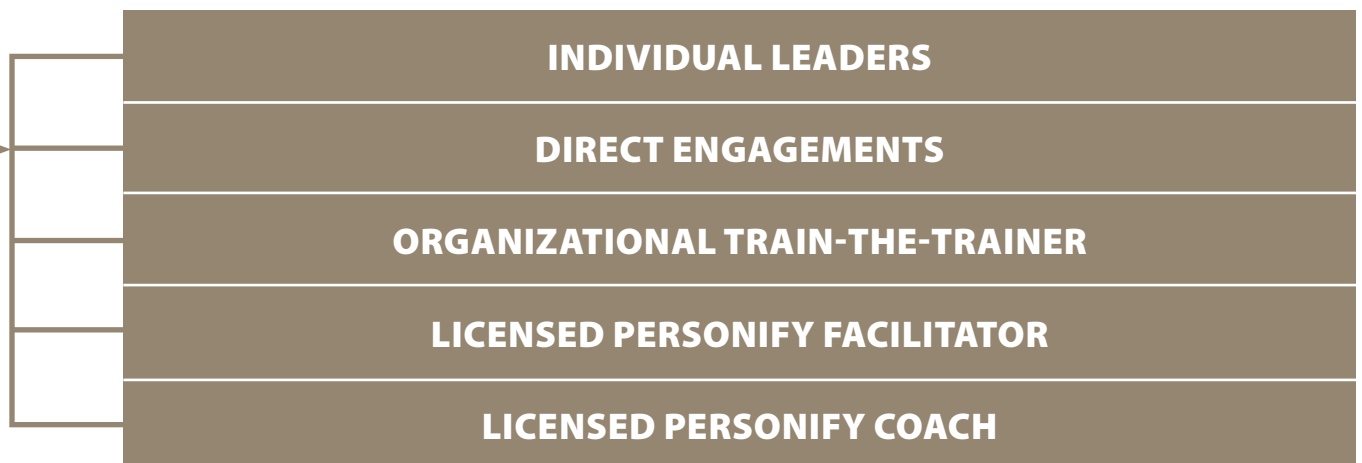 INDIVIDUAL LEADERS
DIRECT ENGAGEMENTS
ORGANIZATIONAL TRAIN-THE-TRAINER
LICENSED PERSONIFY FACILITATOR
LICENSED PERSONIFY COACH